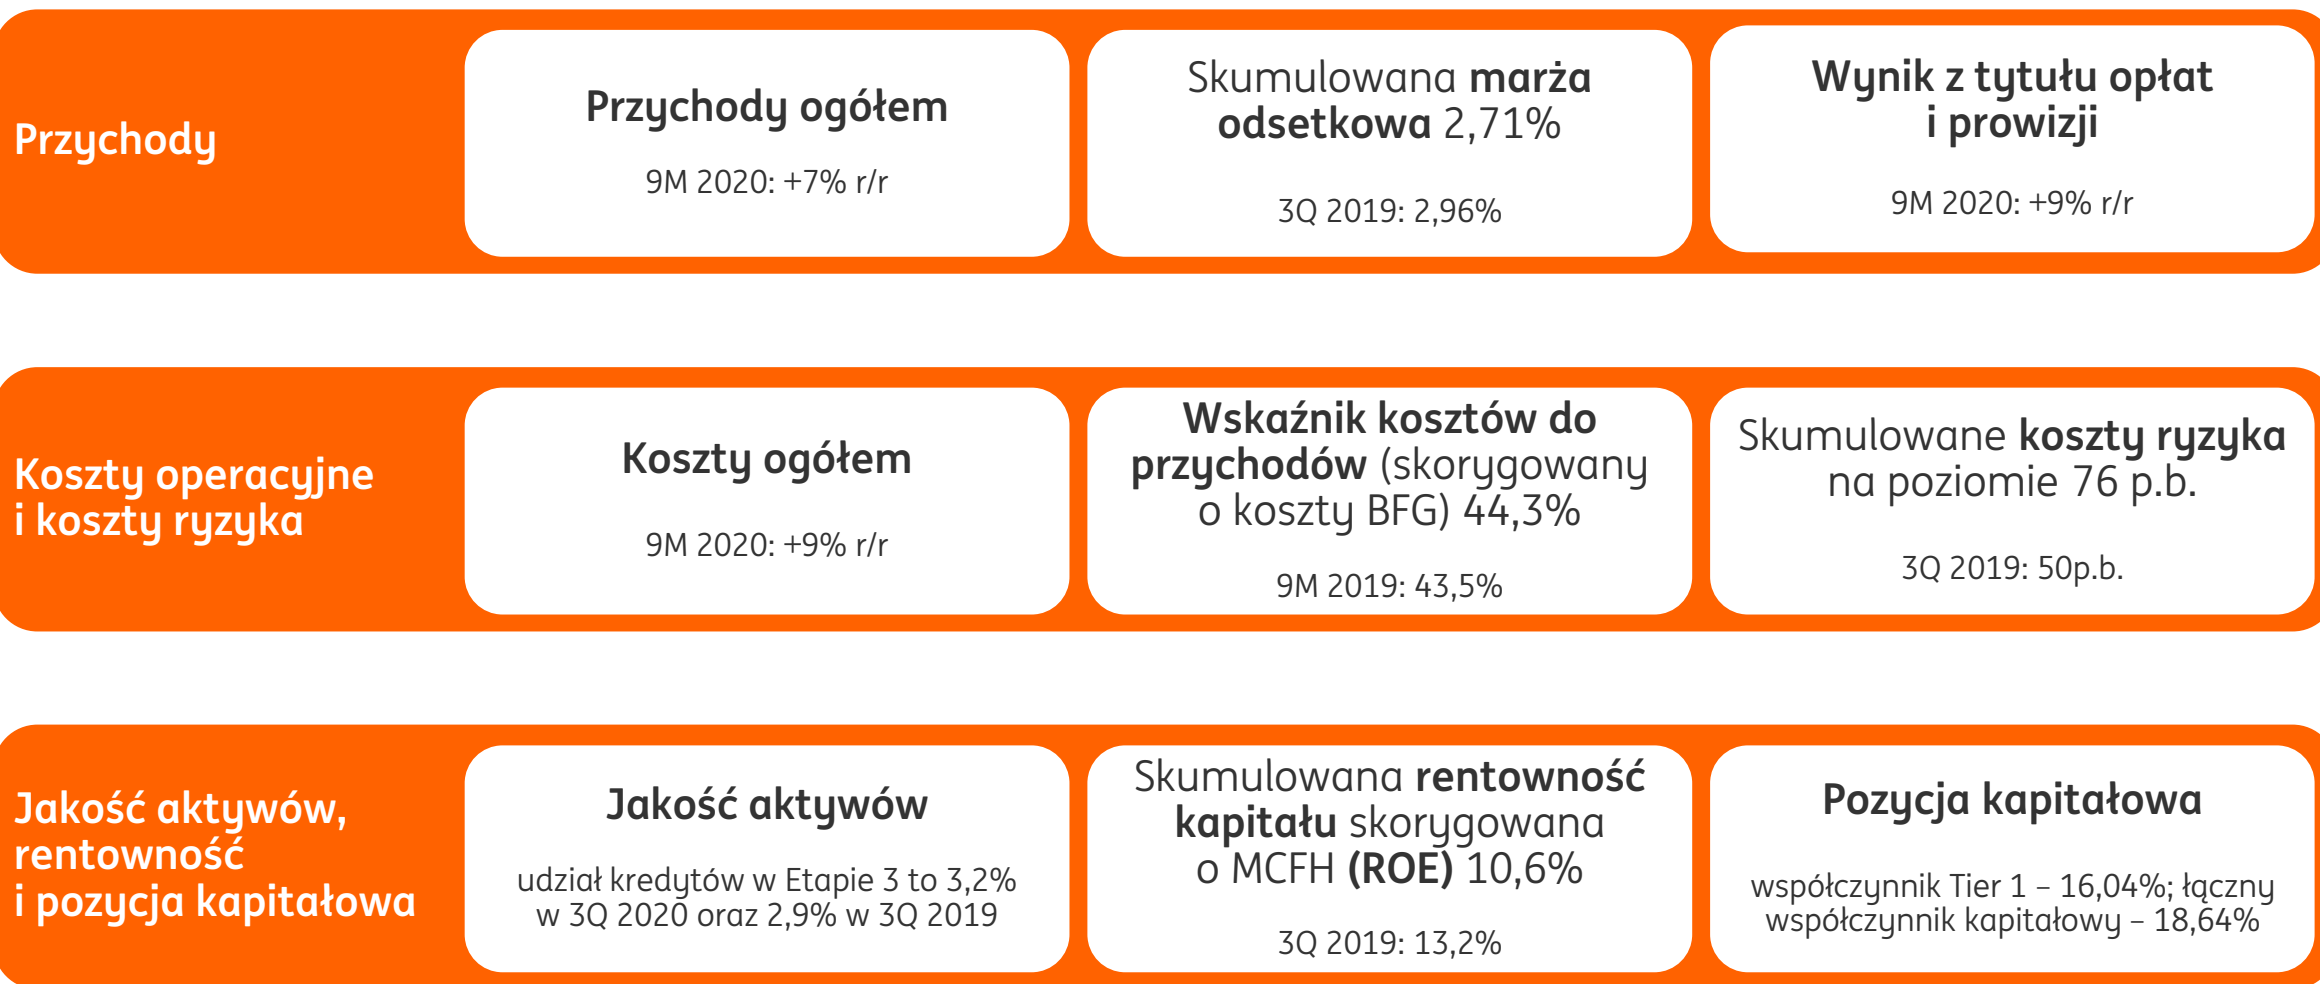 Przychody
Przychody ogółem
9M 2020: +7% r/r
Skumulowana marża
odsetkowa 2,71%
3Q 2019: 2,96%
Wynik z tytułu opłat
i prowizji
9M 2020: +9% r/r
Koszty operacyjne
i koszty ryzyka
Koszty ogółem
9M 2020: +9% r/r
Wskaźnik kosztów do
przychodów (skorygowany
o koszty BFG) 44,3%
9M 2019: 43,5%
Skumulowane koszty ryzyka
na poziomie 76 p.b.
3Q 2019: 50p.b.
Jakość aktywów,
rentowność
i pozycja kapitałowa
Jakość aktywów
udział kredytów w Etapie 3 to 3,2%
w 3Q 2020 oraz 2,9% w 3Q 2019
Skumulowana rentowność
kapitału skorygowana
o MCFH (ROE) 10,6%
3Q 2019: 13,2%
Pozycja kapitałowa
współczynnik Tier 1 – 16,04%; łączny
współczynnik kapitałowy – 18,64%